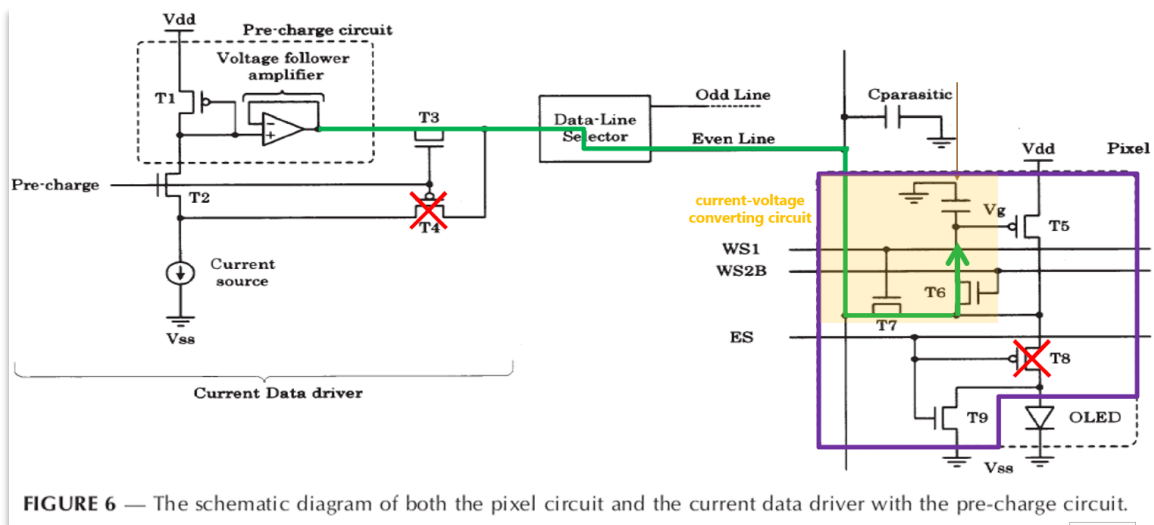 Vdd
Pre-charge circuit
Voltage follower
amplifier
T1
T3
Pre-charge
T2
T4
Current
source
Vss
Current Data driver
Data-Line
Selector
Odd Line
Even Line
Cparasitic
Vdd
Pixel
current-voltage
converting circuit
Vg
T5
WS1
WS2B
T6
T7
ES
T8
T9
OLED
Vss
FIGURE 6 — The schematic diagram of both the pixel circuit and the current data driver with the pre-charge circuit.